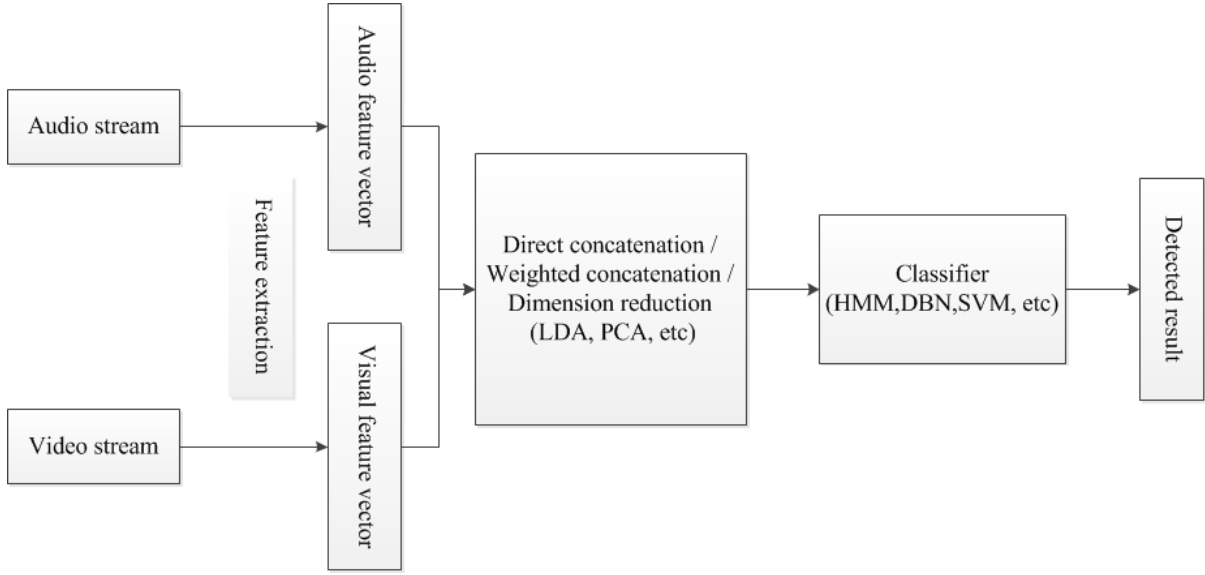 Audio stream
Video stream
Feature extraction
Audio feature vector
Visual feature vector
Direct concatenation /
Weighted concatenation /
Dimension reduction
(LDA, PCA, etc)
Classifier
(HMM,DBN,SVM, etc)
Detected result